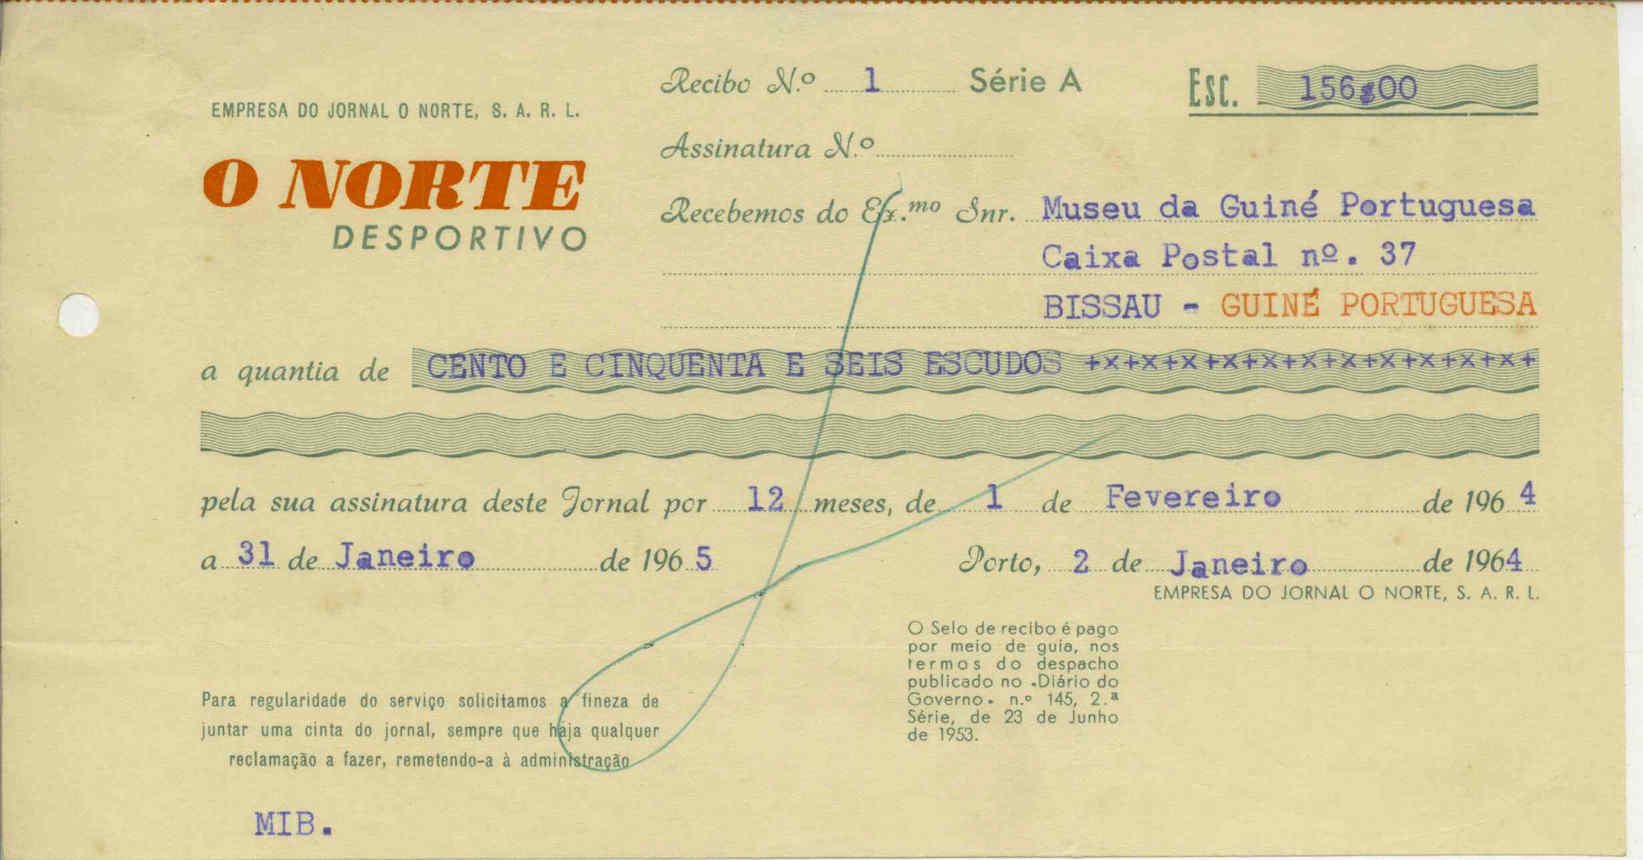 Recibo N.º 1 Série A Esc. 156$00
EMPRESA DO JORNAL O NORTE, S. A. R. L.
Assinatura N.º
O NORTE
DESPORTIVO
Recebemos do Ex.mo Snr. Museu da Guiné Portuguesa
Caixa Postal nº. 37
BISSAU - GUINÉ PORTUGUESA
a quantia de CENTO E CINQUENTA E SEIS ESCUDOS +x+x+x+x+x+x+x+x+x+x+x+
pela sua assinatura deste Jornal por 12 meses, de 1 de Fevereiro de 1964
a 31 de Janeiro de 1965 Porto, 2 de Janeiro de 1964
EMPRESA DO JORNAL O NORTE, S. A. R. L.
O Selo de recibo é pago
por meio de guia, nos
termos do despacho
publicado no «Diário do
Governo» n.º 145, 2.ª
Série, de 23 de Junho
de 1953.
Para regularidade do serviço solicitamos a fineza de
juntar uma cinta do jornal, sempre que haja qualquer
reclamação a fazer, remetendo-a à administração
MIB.